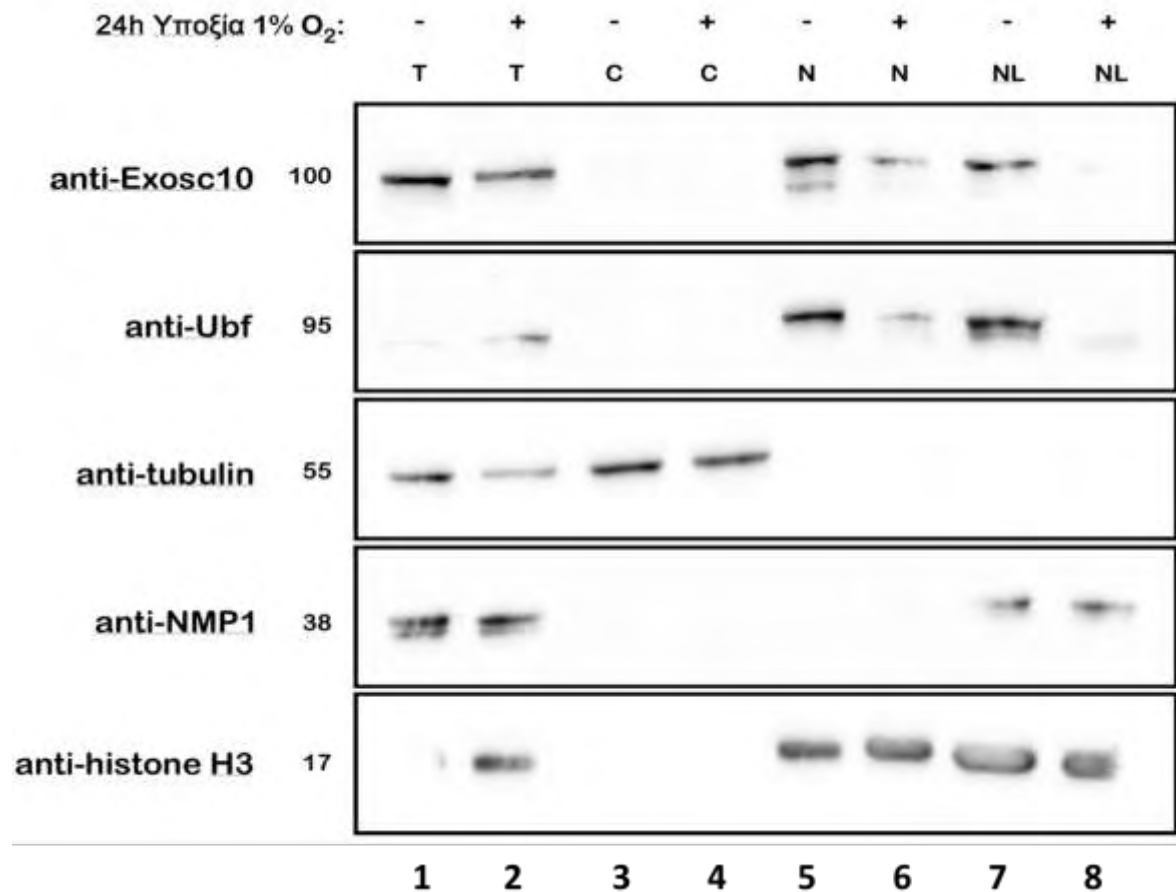 24h Υποξία 1% O₂: - + - + - + - +
T T C C N N NL NL
anti-Exosc10 100
anti-Ubf 95
anti-tubulin 55
anti-NMP1 38
anti-histone H3 17
1 2 3 4 5 6 7 8